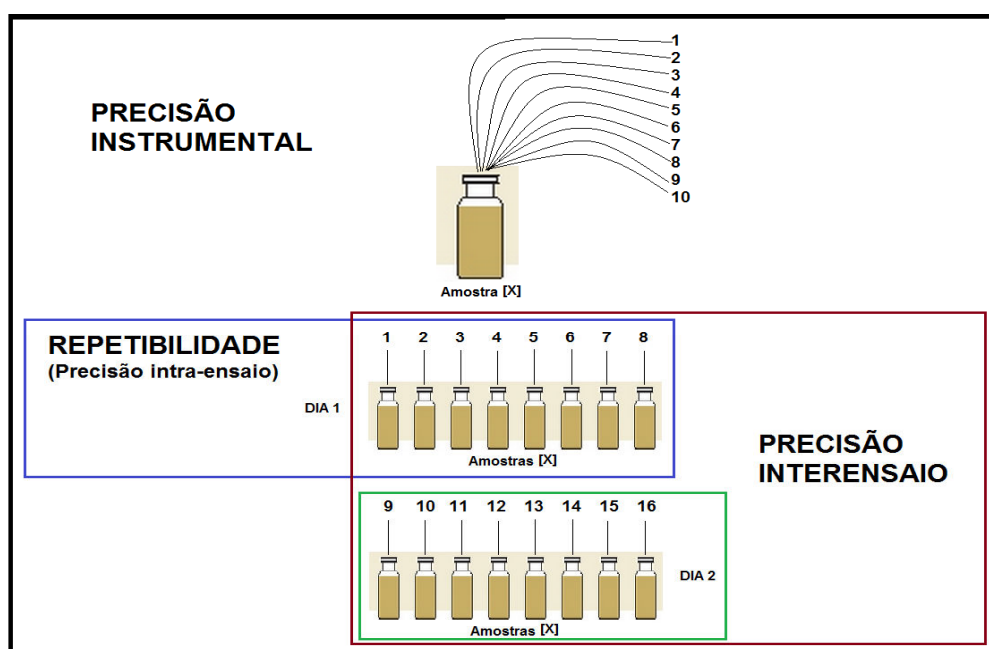 PRECISÃO
INSTRUMENTAL
1
2
3
4
5
6
7
8
9
10
Amostra [X]
REPETIBILIDADE
(Precisão intra-ensaio)
DIA 1
1 2 3 4 5 6 7 8
Amostras [X]
PRECISÃO
INTERENSAIO
9 10 11 12 13 14 15 16
DIA 2
Amostras [X]